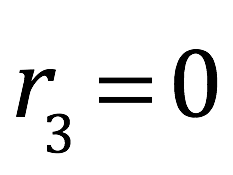 r₃ = 0